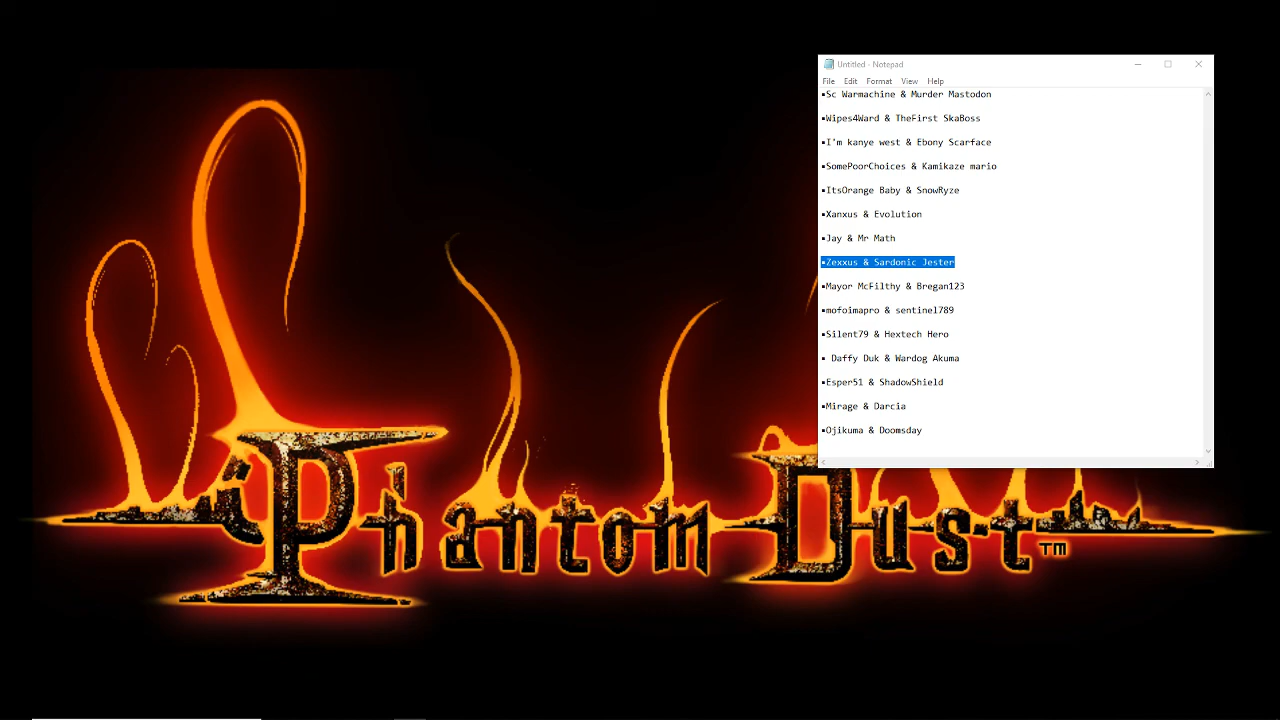 Untitled - Notepad
File Edit Format View Help
▪Sc Warmachine & Murder Mastodon
▪Wipes4Ward & TheFirst SkaBoss
▪I'm kanye west & Ebony Scarface
▪SomePoorChoices & Kamikaze mario
▪ItsOrange Baby & SnowRyze
▪Xanxus & Evolution
▪Jay & Mr Math
▪Zexxus & Sardonic Jester
▪Mayor McFilthy & Bregan123
▪mofoimapro & sentinel789
▪Silent79 & Hextech Hero
▪ Daffy Duk & Wardog Akuma
▪Esper51 & ShadowShield
▪Mirage & Darcia
▪Ojikuma & Doomsday
Phantom Dust™